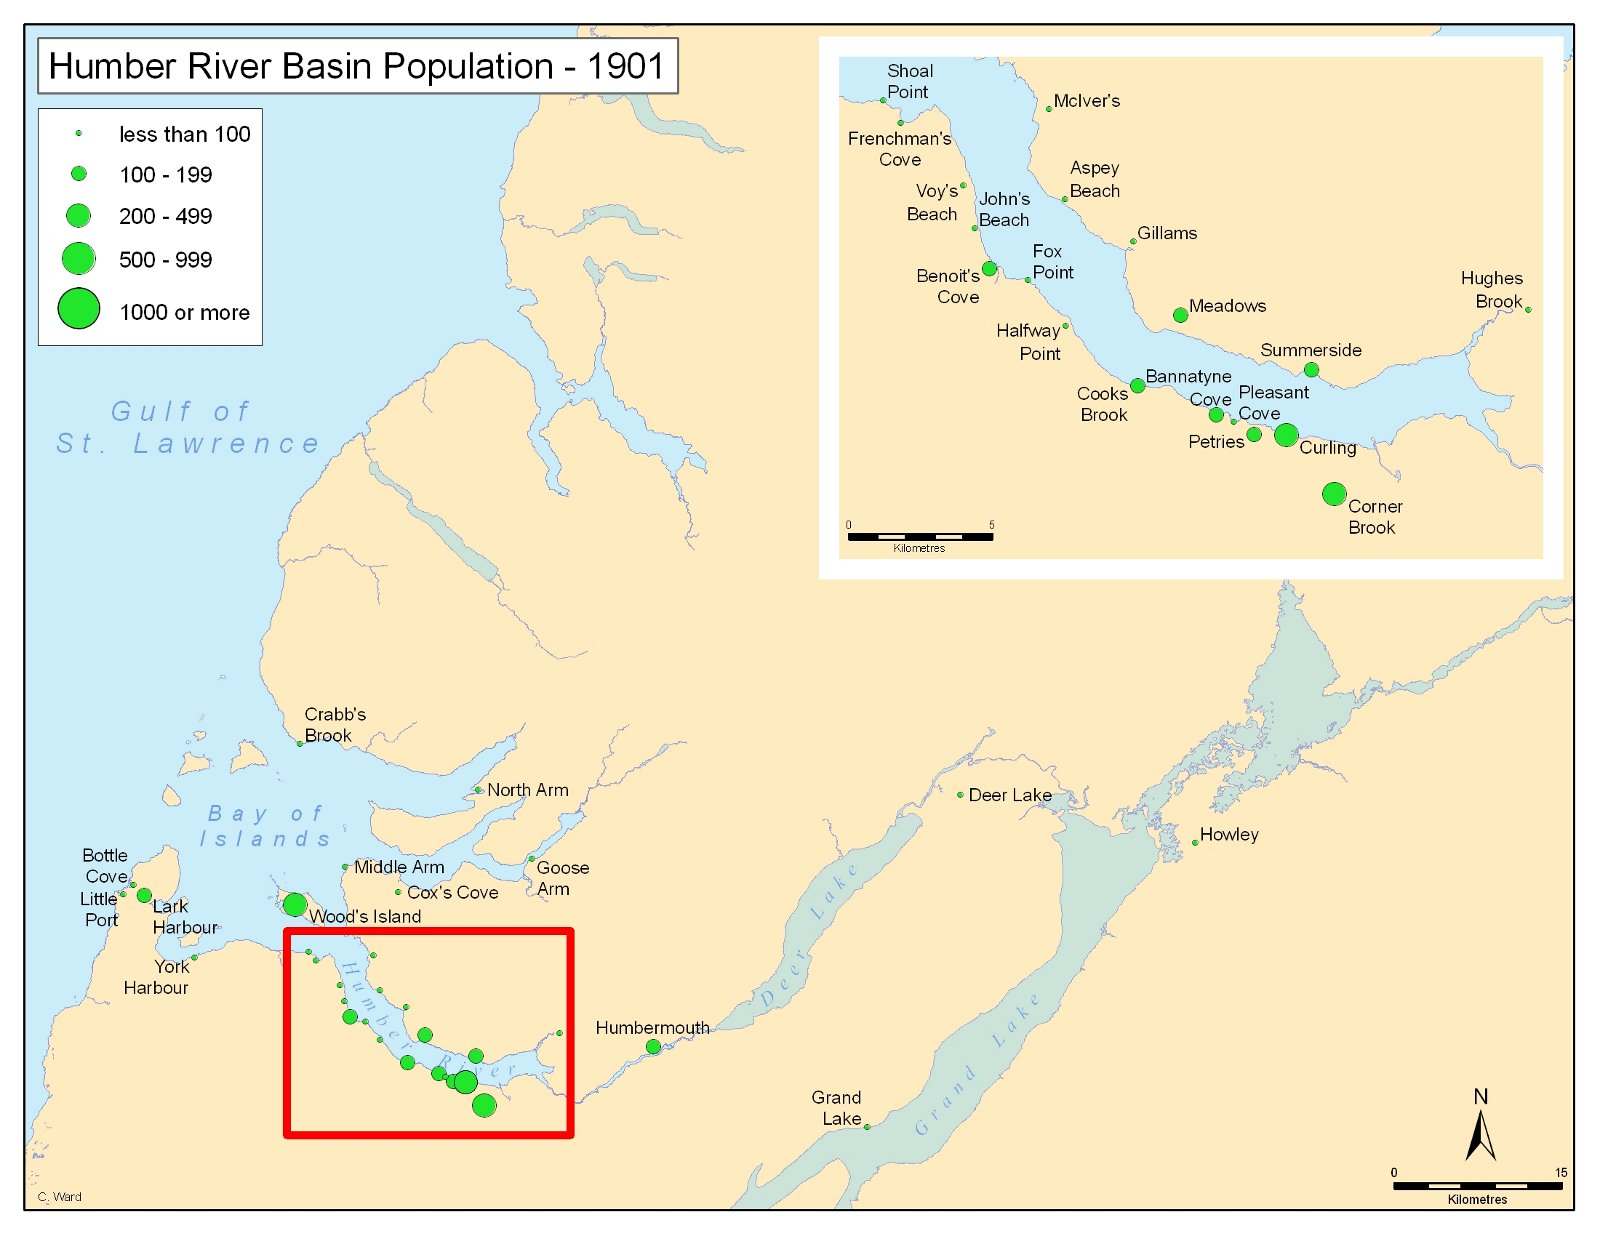 Humber River Basin Population - 1901
less than 100
100 - 199
200 - 499
500 - 999
1000 or more
Gulf of
St. Lawrence
Shoal
Point
McIver's
Frenchman's
Cove
Aspey
Beach
Voy's
Beach
John's
Beach
Gillams
Fox
Point
Benoit's
Cove
Hughes
Brook
Meadows
Halfway
Point
Summerside
Bannatyne
Cove
Pleasant
Cove
Cooks
Brook
Petries
Curling
Corner
Brook
0 5
Kilometres
Crabb's
Brook
North Arm
Deer Lake
Bay of
Islands
Howley
Bottle
Cove
Middle Arm
Goose
Arm
Little
Port
Cox's Cove
Lark
Harbour
Wood's Island
York
Harbour
Humber River
Deer Lake
Humbermouth
Grand Lake
Grand
Lake
N
0 15
Kilometres
C. Ward